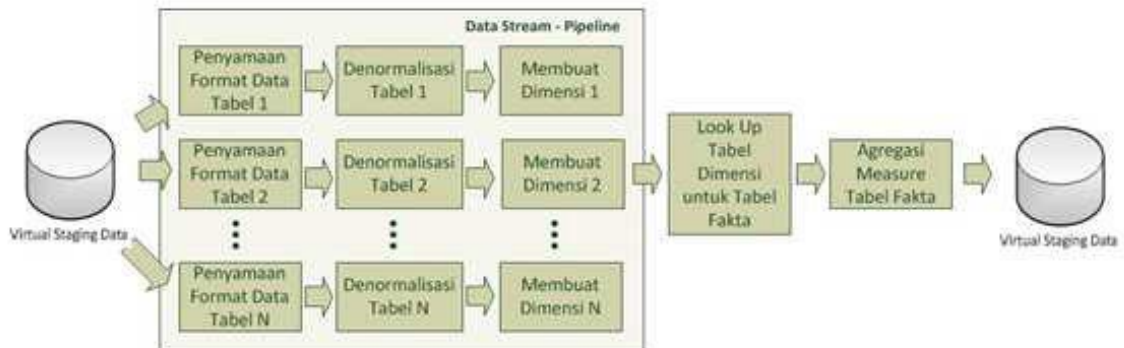 Data Stream - Pipeline
Penyamaan
Format Data
Tabel 1
Denormalisasi
Tabel 1
Membuat
Dimensi 1
Penyamaan
Format Data
Tabel 2
Denormalisasi
Tabel 2
Membuat
Dimensi 2
Penyamaan
Format Data
Tabel N
Denormalisasi
Tabel N
Membuat
Dimensi N
Virtual Staging Data
Look Up
Tabel
Dimensi
untuk Tabel
Fakta
Agregasi
Measure
Tabel Fakta
Virtual Staging Data